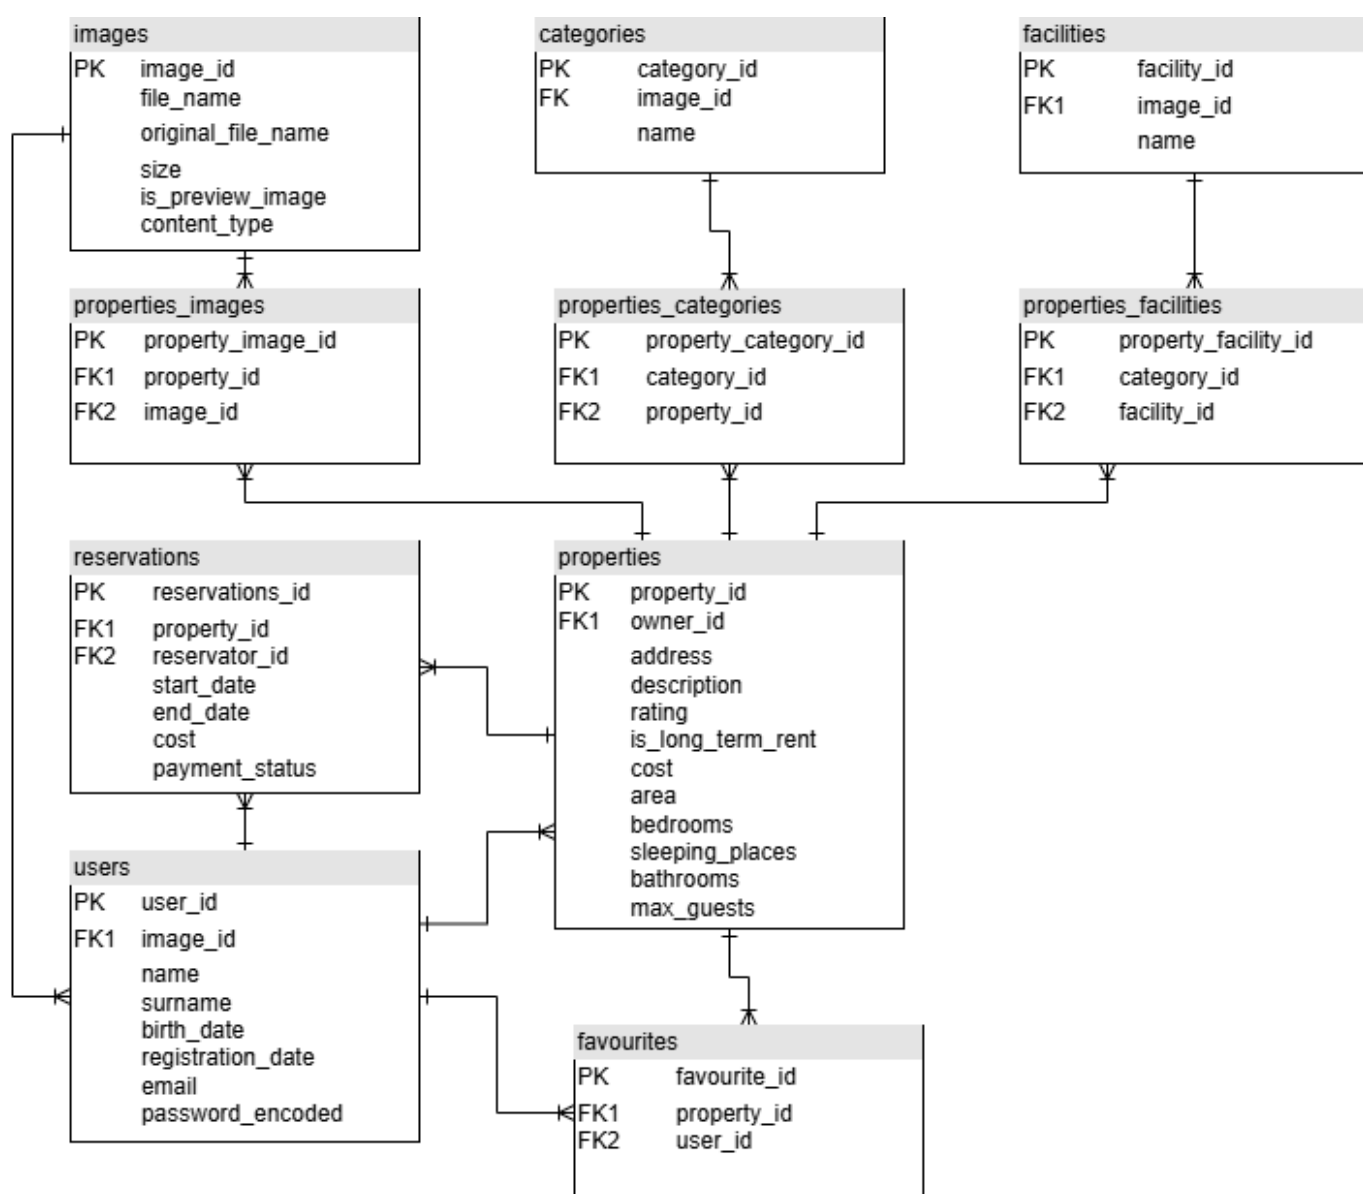 images
PK image_id
file_name
original_file_name
size
is_preview_image
content_type
categories
PK category_id
FK image_id
name
facilities
PK facility_id
FK1 image_id
name
properties_images
PK property_image_id
FK1 property_id
FK2 image_id
properties_categories
PK property_category_id
FK1 category_id
FK2 property_id
properties_facilities
PK property_facility_id
FK1 category_id
FK2 facility_id
reservations
PK reservations_id
FK1 property_id
FK2 reservator_id
start_date
end_date
cost
payment_status
properties
PK property_id
FK1 owner_id
address
description
rating
is_long_term_rent
cost
area
bedrooms
sleeping_places
bathrooms
max_guests
users
PK user_id
FK1 image_id
name
surname
birth_date
registration_date
email
password_encoded
favourites
PK favourite_id
FK1 property_id
FK2 user_id